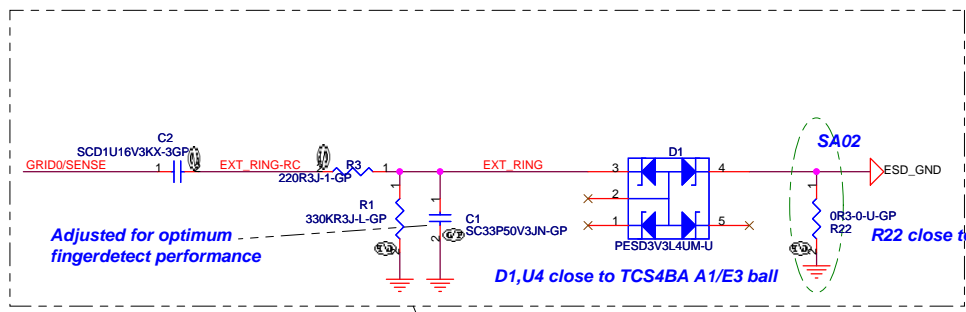 C2
SCD1U16V3KX-3GP
GRID0/SENSE
1
EXT_RING-RC
R3
1
220R3J-1-GP
EXT_RING
R1
330KR3J-L-GP
1
1
2
C1
SC33P50V3JN-GP
Adjusted for optimum
fingerdetect performance
D1
3
4
2
1
5
PESD3V3L4UM-U
D1,U4 close to TCS4BA A1/E3 ball
SA02
ESD_GND
1
0R3-0-U-GP
R22
R22 close t